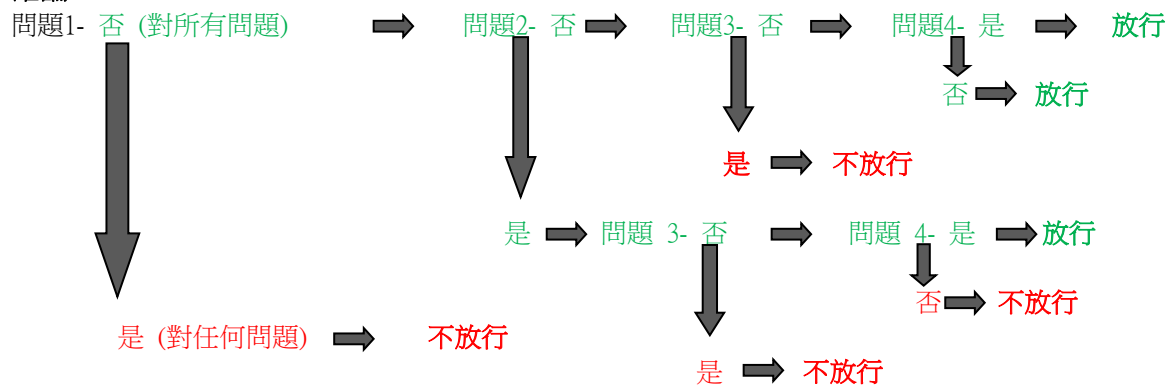 問題1- 否 (對所有問題) 問題2- 否 問題3- 否 問題4- 是 放行
否 放行
是 不放行
是 問題 3- 否 問題 4- 是 放行
否 不放行
是 (對任何問題) 不放行
是 不放行